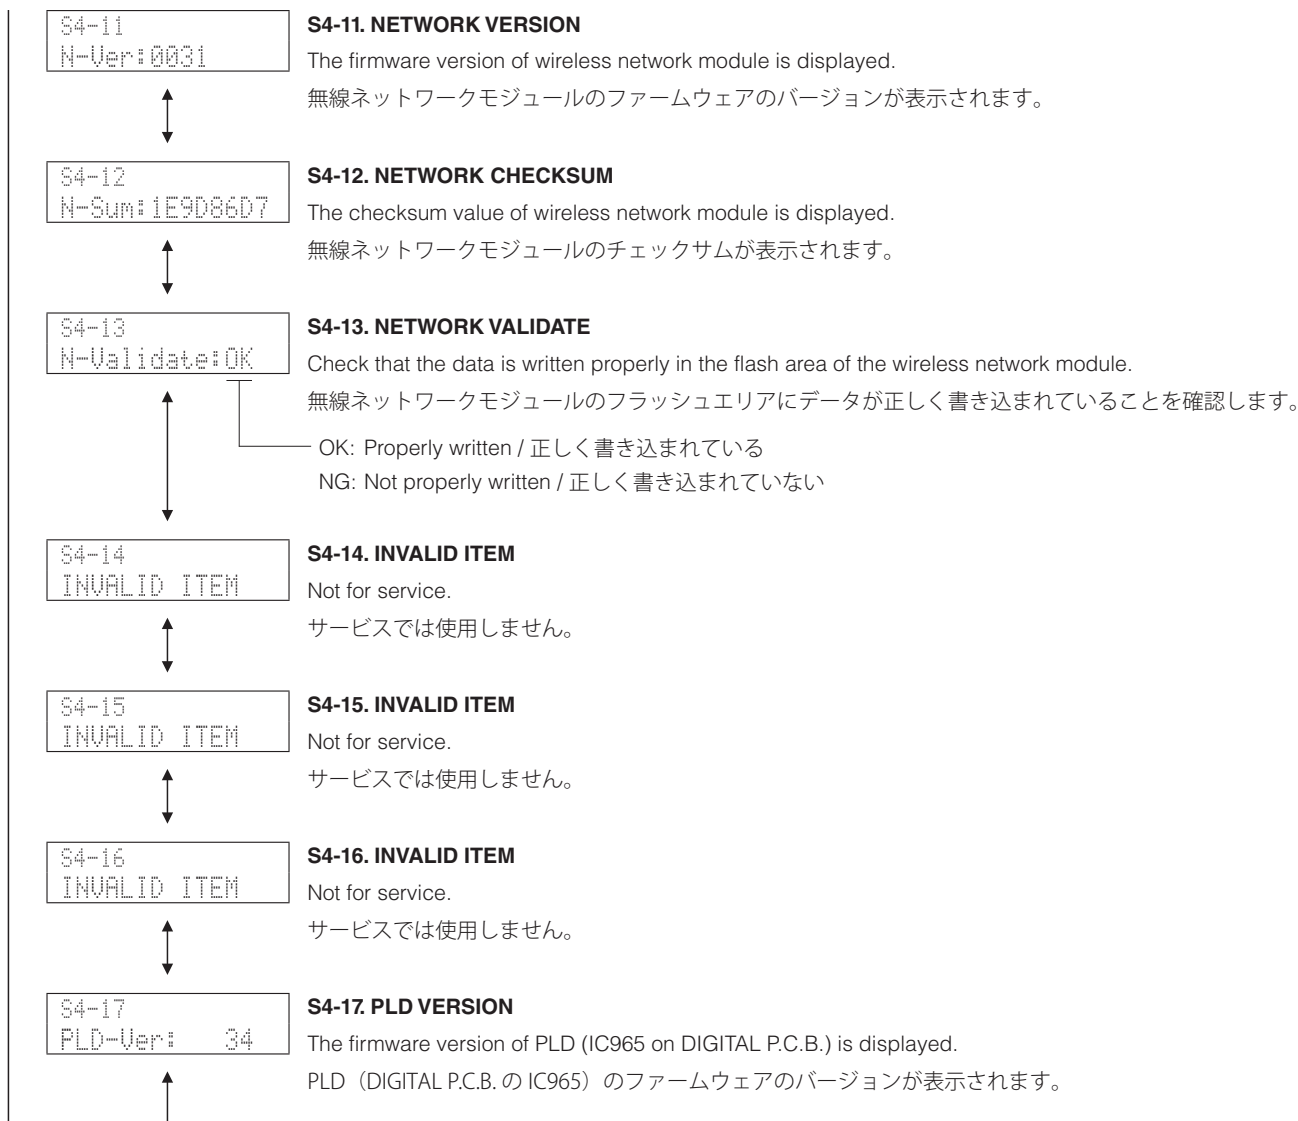 S4-11
N-Ver:0031
S4-11. NETWORK VERSION
The firmware version of wireless network module is displayed.
無線ネットワークモジュールのファームウェアのバージョンが表示されます。
S4-12
N-Sum:1E9D86D7
S4-12. NETWORK CHECKSUM
The checksum value of wireless network module is displayed.
無線ネットワークモジュールのチェックサムが表示されます。
S4-13
N-Validate:OK
S4-13. NETWORK VALIDATE
Check that the data is written properly in the flash area of the wireless network module.
無線ネットワークモジュールのフラッシュエリアにデータが正しく書き込まれていることを確認します。
OK: Properly written / 正しく書き込まれている
NG: Not properly written / 正しく書き込まれていない
S4-14
INVALID ITEM
S4-14. INVALID ITEM
Not for service.
サービスでは使用しません。
S4-15
INVALID ITEM
S4-15. INVALID ITEM
Not for service.
サービスでは使用しません。
S4-16
INVALID ITEM
S4-16. INVALID ITEM
Not for service.
サービスでは使用しません。
S4-17
PLD-Ver: 34
S4-17. PLD VERSION
The firmware version of PLD (IC965 on DIGITAL P.C.B.) is displayed.
PLD（DIGITAL P.C.B. の IC965）のファームウェアのバージョンが表示されます。